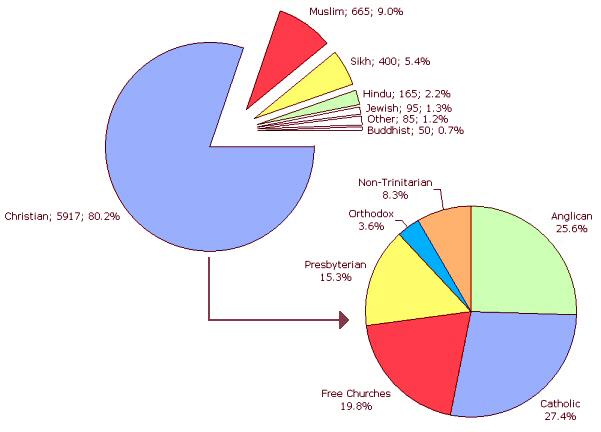 Muslim; 665; 9.0%
Sikh; 400; 5.4%
Hindu; 165; 2.2%
Jewish; 95; 1.3%
Other; 85; 1.2%
Buddhist; 50; 0.7%
Christian; 5917; 80.2%
Non-Trinitarian
8.3%
Orthodox
3.6%
Anglican
25.6%
Presbyterian
15.3%
Free Churches
19.8%
Catholic
27.4%